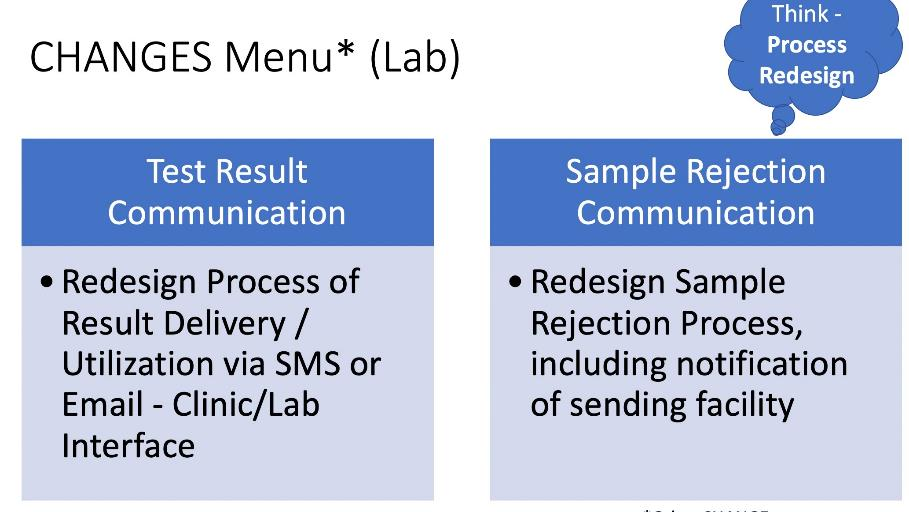 CHANGES Menu* (Lab)
Think -
Process
Redesign
Test Result
Communication
• Redesign Process of
Result Delivery /
Utilization via SMS or
Email - Clinic/Lab
Interface
Sample Rejection
Communication
• Redesign Sample
Rejection Process,
including notification
of sending facility